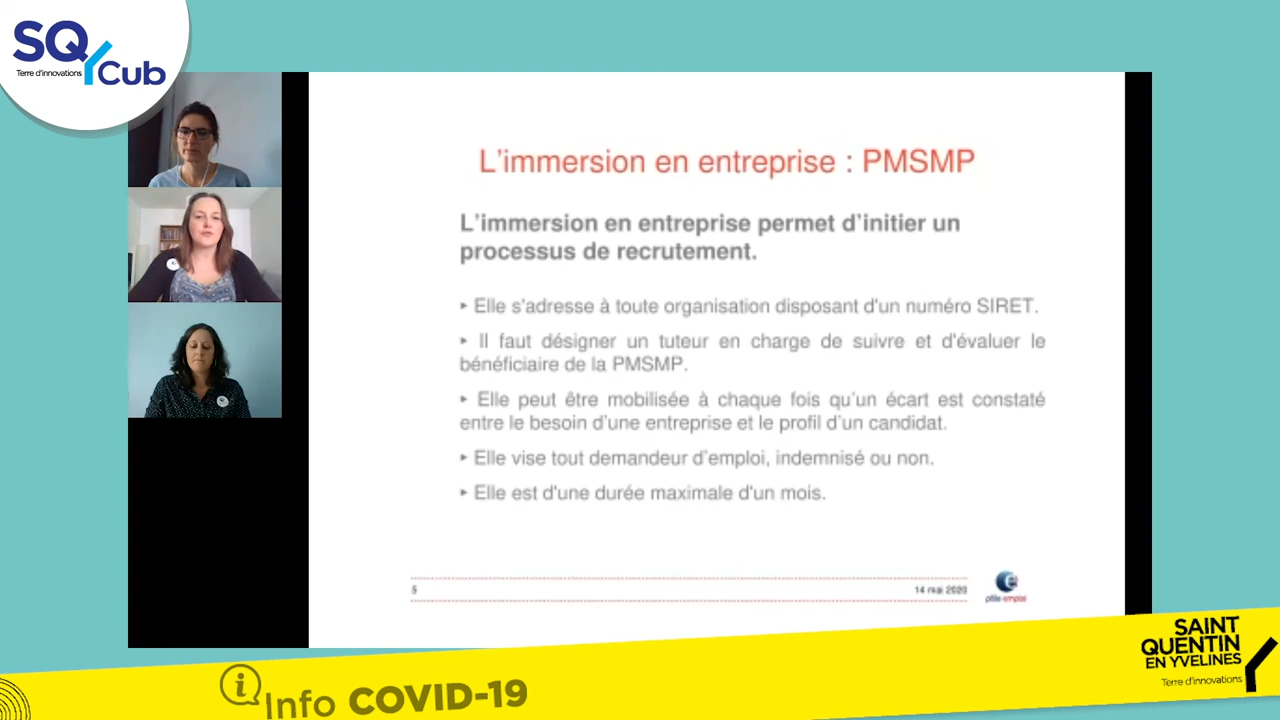 SQY Cub
Terre d'innovations
L'immersion en entreprise : PMSMP
L'immersion en entreprise permet d'initier un
processus de recrutement.
▸ Elle s'adresse à toute organisation disposant d'un numéro SIRET.
▸ Il faut désigner un tuteur en charge de suivre et d'évaluer le
bénéficiaire de la PMSMP.
▸ Elle peut être mobilisée à chaque fois qu'un écart est constaté
entre le besoin d'une entreprise et le profil d'un candidat.
▸ Elle vise tout demandeur d'emploi, indemnisé ou non.
▸ Elle est d'une durée maximale d'un mois.
14 mai 2020
pôle emploi
SAINT
QUENTIN
EN YVELINES
Terre d'innovations
i Info COVID-19